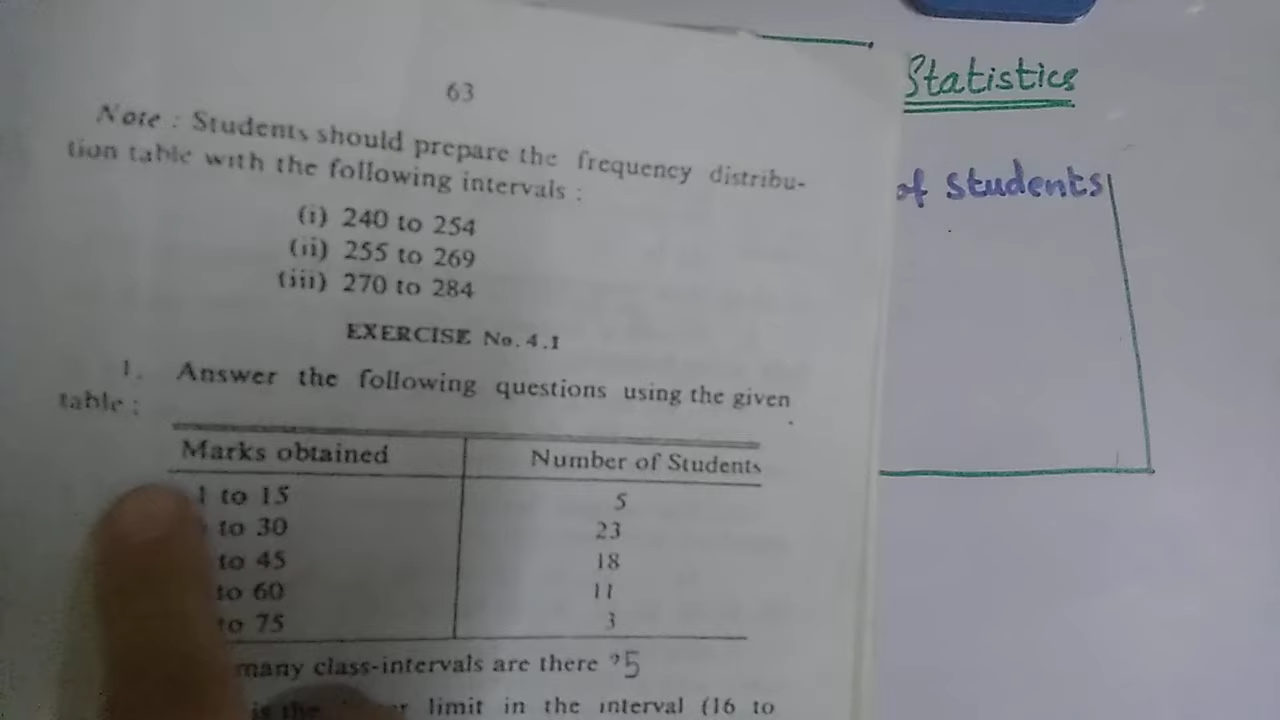 63
Note : Students should prepare the frequency distribu-
tion table with the following intervals :
(i) 240 to 254
(ii) 255 to 269
(iii) 270 to 284
EXERCISE No. 4.1
1. Answer the following questions using the given
table :
Marks obtained Number of Students
1 to 15 5
to 30 23
to 45 18
to 60 11
to 75 3
many class-intervals are there ? 5
is the limit in the interval (16 to
Statistics
of students